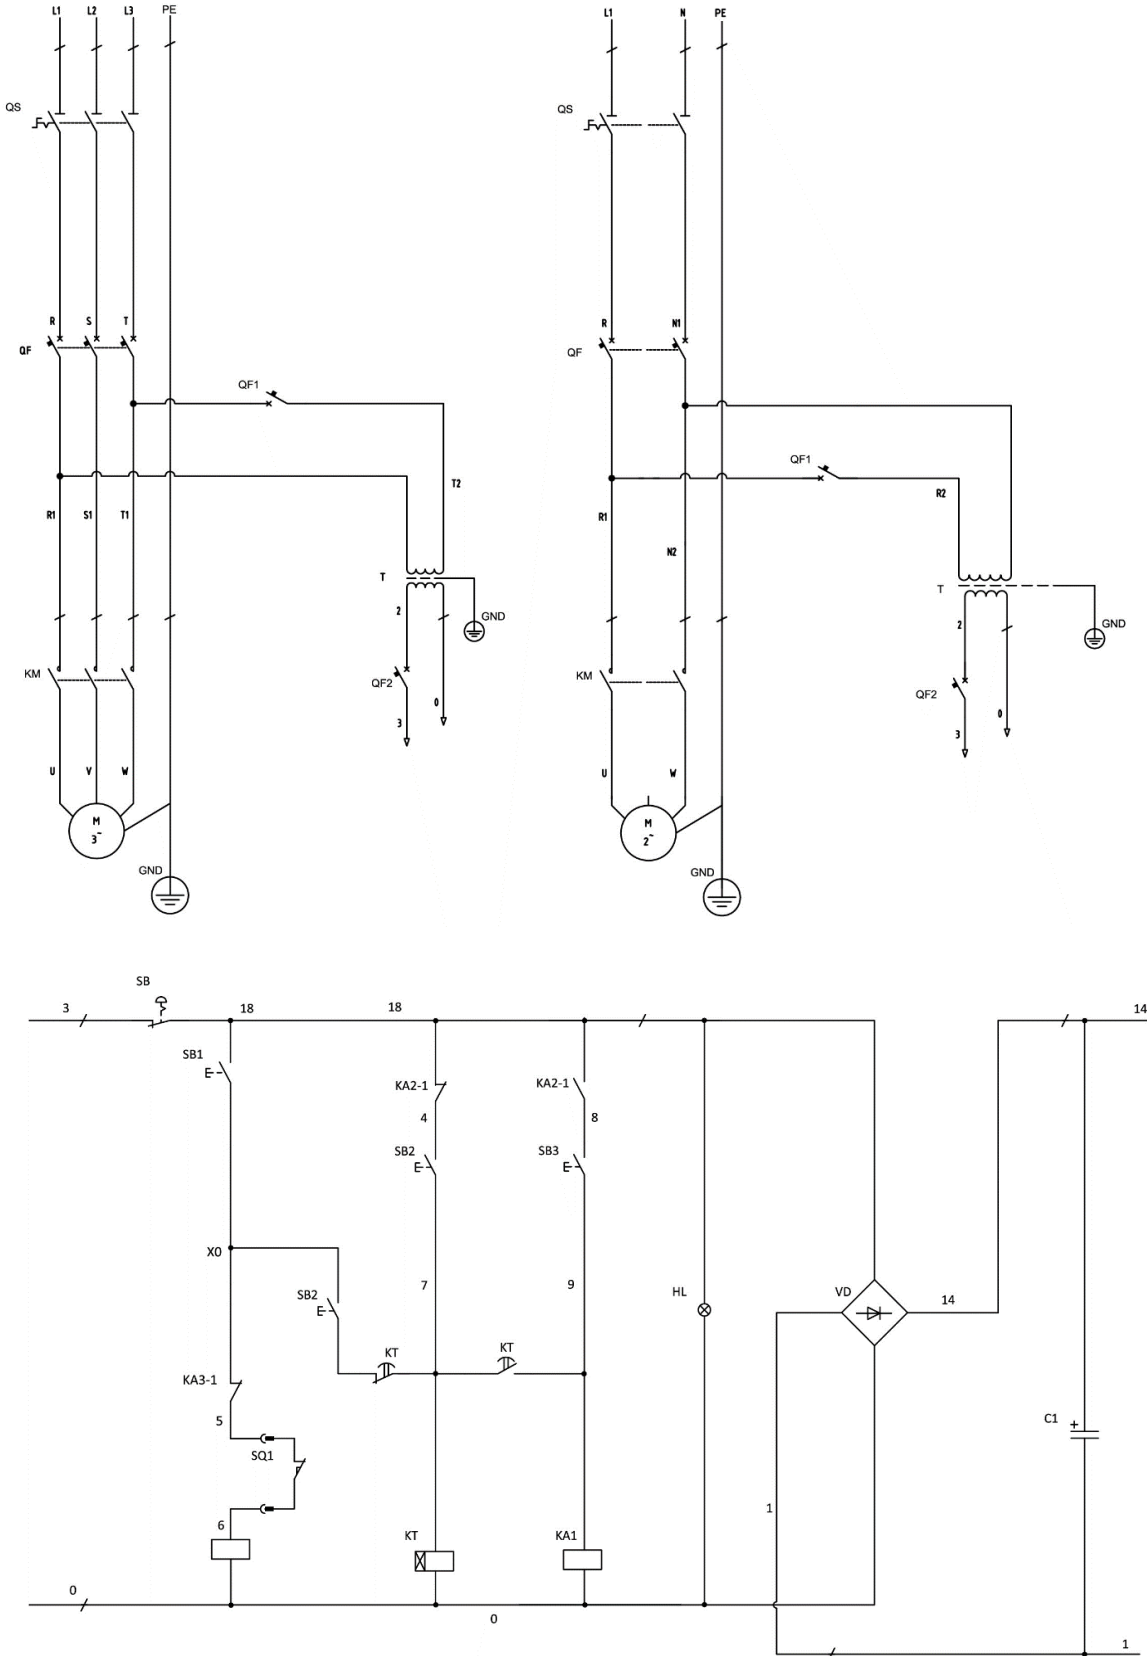 L1 L2 L3 PE
L1 N PE
QS
QS
R S T
R N1
QF
QF
QF1
QF1
T2
R2
R1 S1 T1
R1
N2
T
T
2
GND
2
GND
KM
QF2
KM
QF2
3
0
3
0
U V W
U W
M
3~
M
2~
GND
GND
SB
3
18
18
14
SB1
KA2-1
KA2-1
4
8
SB2
SB3
X0
SB2
7
9
HL
VD
14
KT
KT
KA3-1
5
C1
+
SQ1
1
6
KT
KA1
0
0
1